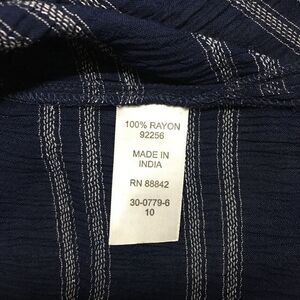 100% RAYON
92256
MADE IN
INDIA
RN 88842
30-0779-6
10